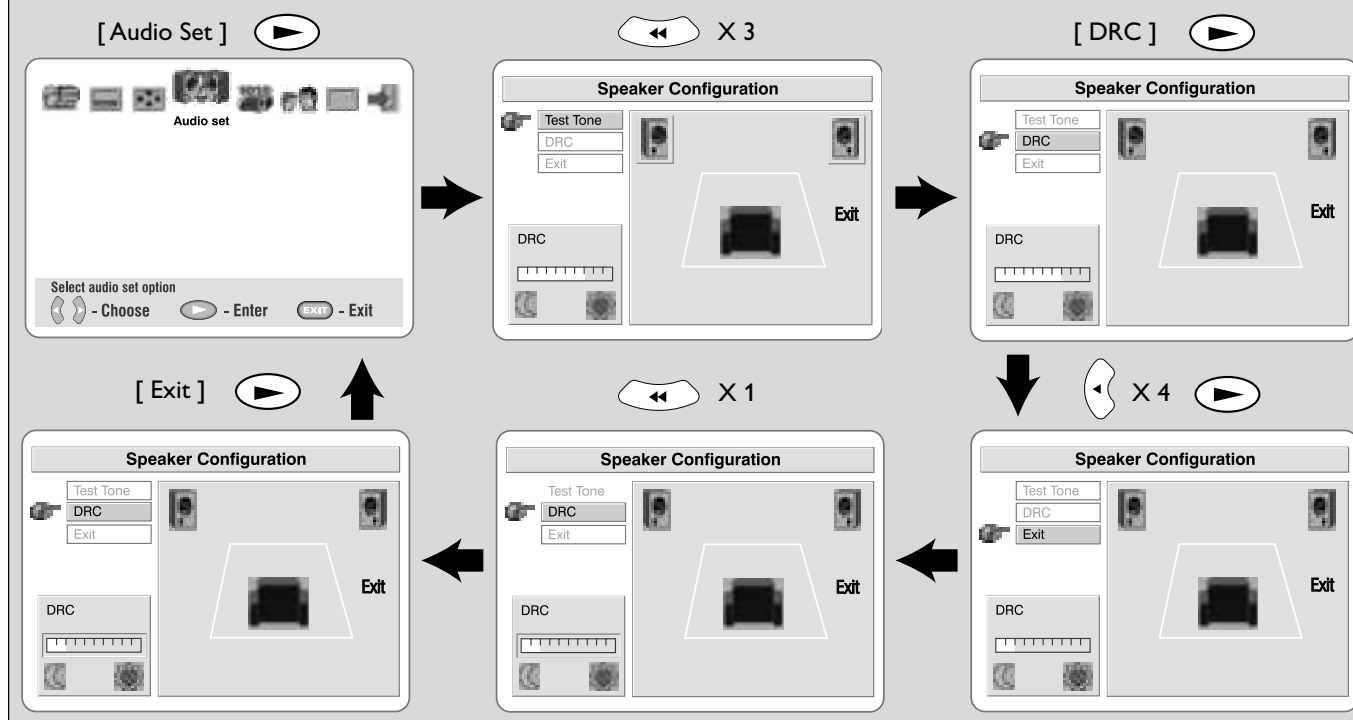 [ Audio Set ]
X 3
[ DRC ]
Audio set
Select audio set option
- Choose
- Enter
EXIT - Exit
Speaker Configuration
Test Tone
DRC
Exit
Exit
DRC
Speaker Configuration
Test Tone
DRC
Exit
Exit
DRC
[ Exit ]
X 1
X 4
Speaker Configuration
Test Tone
DRC
Exit
Exit
DRC
Speaker Configuration
Test Tone
DRC
Exit
Exit
DRC
Speaker Configuration
Test Tone
DRC
Exit
Exit
DRC